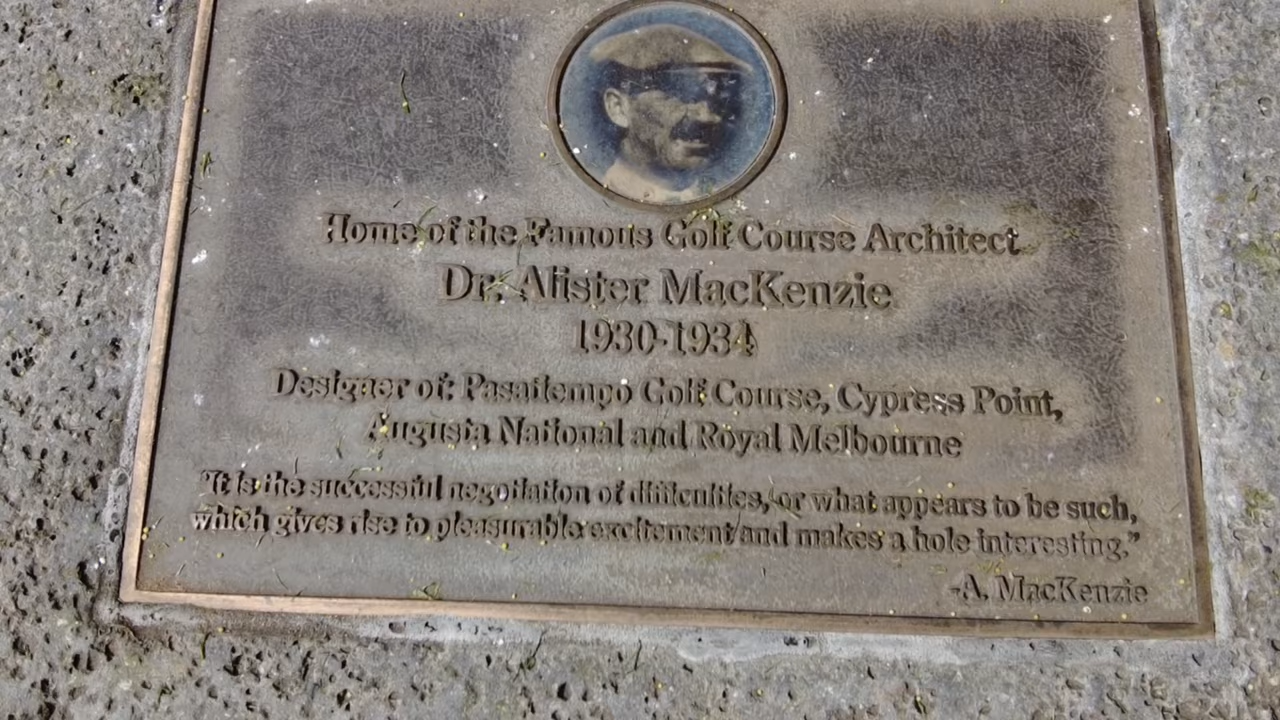 Home of the Famous Golf Course Architect
Dr. Alister MacKenzie
1930-1934
Designer of: Pasatiempo Golf Course, Cypress Point,
Augusta National and Royal Melbourne
"It is the successful negotiation of difficulties, or what appears to be such,
which gives rise to pleasurable excitement and makes a hole interesting."
-A. MacKenzie